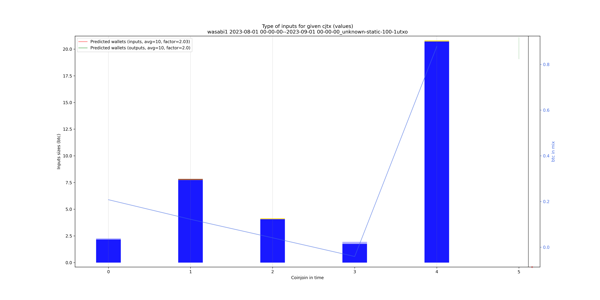 Type of inputs for given cjtx (values)
wasabi1 2023-08-01 00-00-00--2023-09-01 00-00-00_unknown-static-100-1utxo
Predicted wallets (inputs, avg=10, factor=2.03)
Predicted wallets (outputs, avg=10, factor=2.0)
20.0
17.5
15.0
12.5
10.0
7.5
5.0
2.5
0.0
Inputs sizes (btc)
0 1 2 3 4 5
Coinjoin in time
0.8
0.6
0.4
0.2
0.0
btc in mix